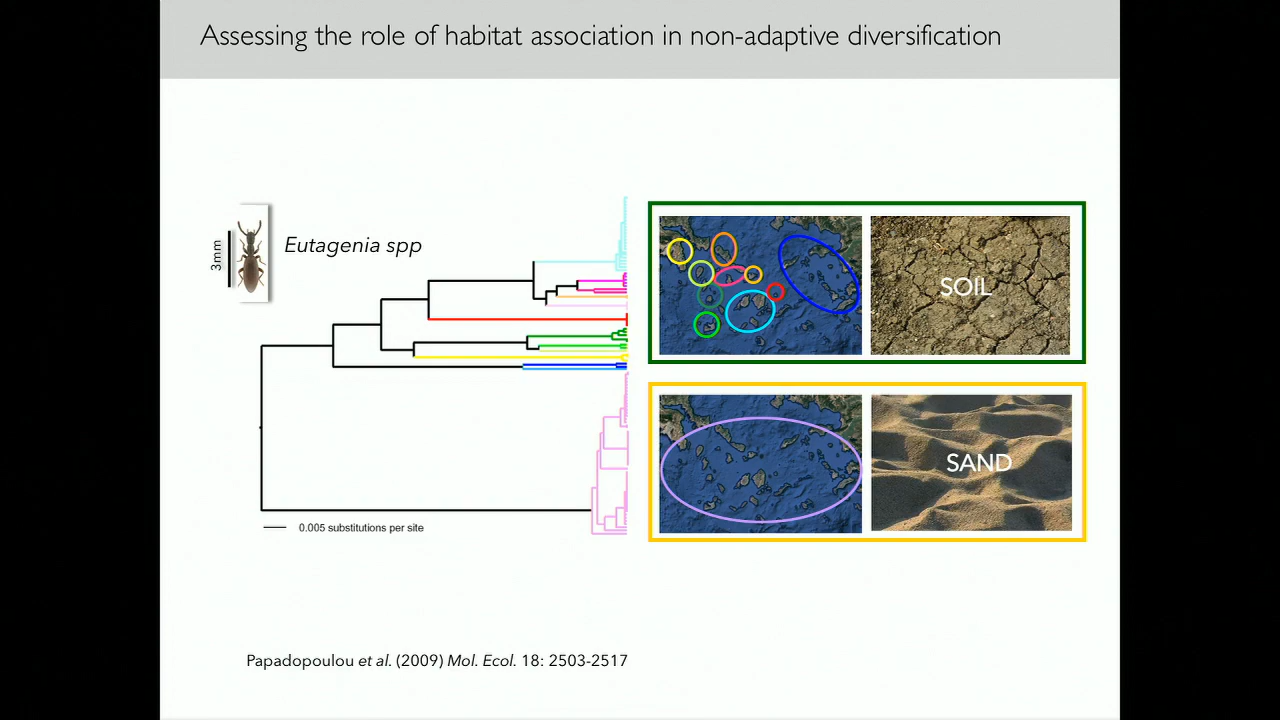 Assessing the role of habitat association in non-adaptive diversification
3mm
Eutagenia spp
SOIL
SAND
0.005 substitutions per site
Papadopoulou et al. (2009) Mol. Ecol. 18: 2503-2517